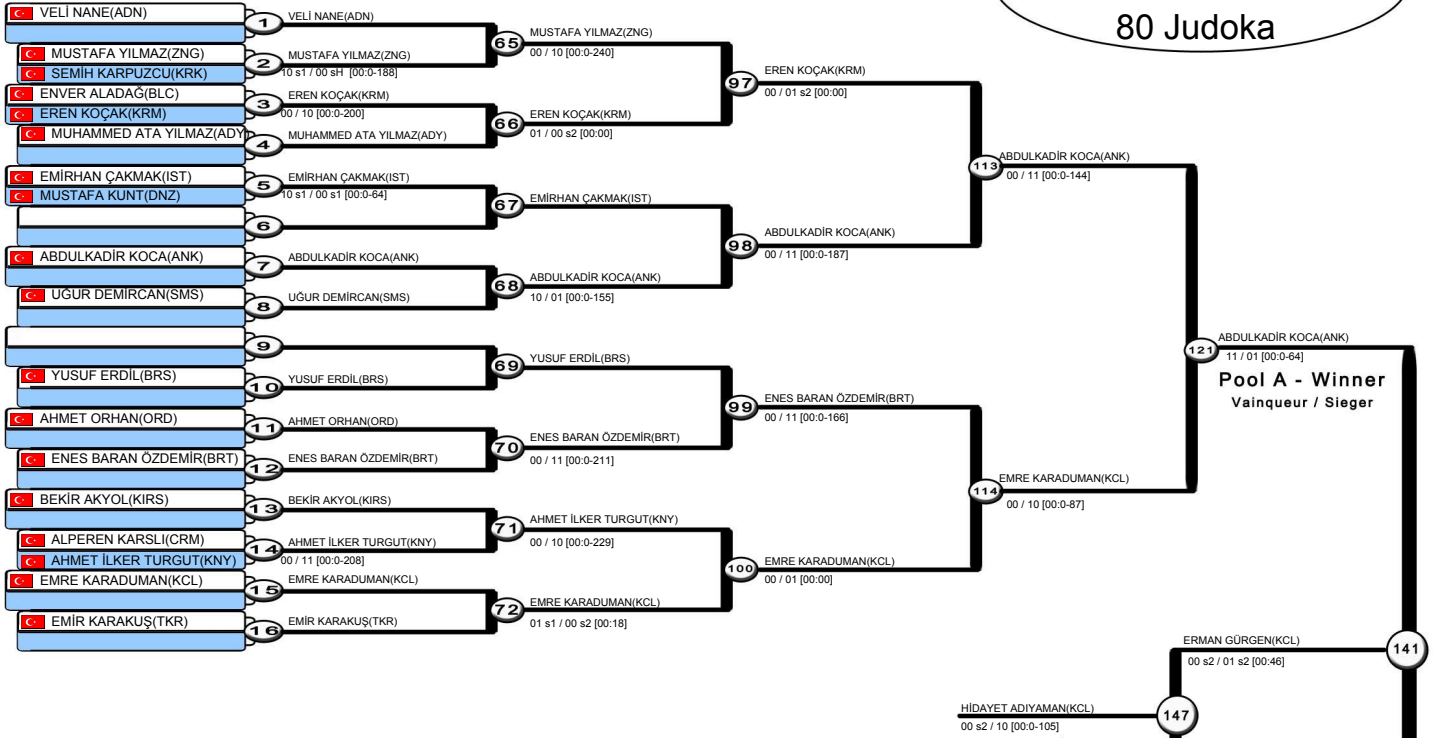 80 Judoka
VELİ NANE(ADN)
MUSTAFA YILMAZ(ZNG)
SEMİH KARPUZCU(KRK)
ENVER ALADAĞ(BLC)
EREN KOÇAK(KRM)
MUHAMMED ATA YILMAZ(ADY)
EMİRHAN ÇAKMAK(IST)
MUSTAFA KUNT(DNZ)
ABDULKADİR KOCA(ANK)
UĞUR DEMİRCAN(SMS)
YUSUF ERDİL(BRS)
AHMET ORHAN(ORD)
ENES BARAN ÖZDEMİR(BRT)
BEKİR AKYOL(KIRS)
ALPEREN KARSLI(CRM)
AHMET İLKER TURGUT(KNY)
EMRE KARADUMAN(KCL)
EMİR KARAKUŞ(TKR)
1
VELİ NANE(ADN)
2
MUSTAFA YILMAZ(ZNG)
10 s1 / 00 sH [00:0-188]
3
EREN KOÇAK(KRM)
00 / 10 [00:0-200]
4
MUHAMMED ATA YILMAZ(ADY)
5
EMİRHAN ÇAKMAK(IST)
10 s1 / 00 s1 [00:0-64]
6
7
ABDULKADİR KOCA(ANK)
8
UĞUR DEMİRCAN(SMS)
9
10
YUSUF ERDİL(BRS)
11
AHMET ORHAN(ORD)
12
ENES BARAN ÖZDEMİR(BRT)
13
BEKİR AKYOL(KIRS)
14
AHMET İLKER TURGUT(KNY)
00 / 11 [00:0-208]
15
EMRE KARADUMAN(KCL)
16
EMİR KARAKUŞ(TKR)
65
MUSTAFA YILMAZ(ZNG)
00 / 10 [00:0-240]
66
EREN KOÇAK(KRM)
01 / 00 s2 [00:00]
67
EMİRHAN ÇAKMAK(IST)
68
ABDULKADİR KOCA(ANK)
10 / 01 [00:0-155]
69
YUSUF ERDİL(BRS)
70
ENES BARAN ÖZDEMİR(BRT)
00 / 11 [00:0-211]
71
AHMET İLKER TURGUT(KNY)
00 / 10 [00:0-229]
72
EMRE KARADUMAN(KCL)
01 s1 / 00 s2 [00:18]
97
EREN KOÇAK(KRM)
00 / 01 s2 [00:00]
98
ABDULKADİR KOCA(ANK)
00 / 11 [00:0-187]
99
ENES BARAN ÖZDEMİR(BRT)
00 / 11 [00:0-166]
100
EMRE KARADUMAN(KCL)
00 / 01 [00:00]
113
ABDULKADİR KOCA(ANK)
00 / 11 [00:0-144]
114
EMRE KARADUMAN(KCL)
00 / 10 [00:0-87]
121
ABDULKADİR KOCA(ANK)
11 / 01 [00:0-64]
Pool A - Winner
Vainqueur / Sieger
ERMAN GÜRGEN(KCL)
00 s2 / 01 s2 [00:46]
141
HİDAYET ADIYAMAN(KCL)
00 s2 / 10 [00:0-105]
147